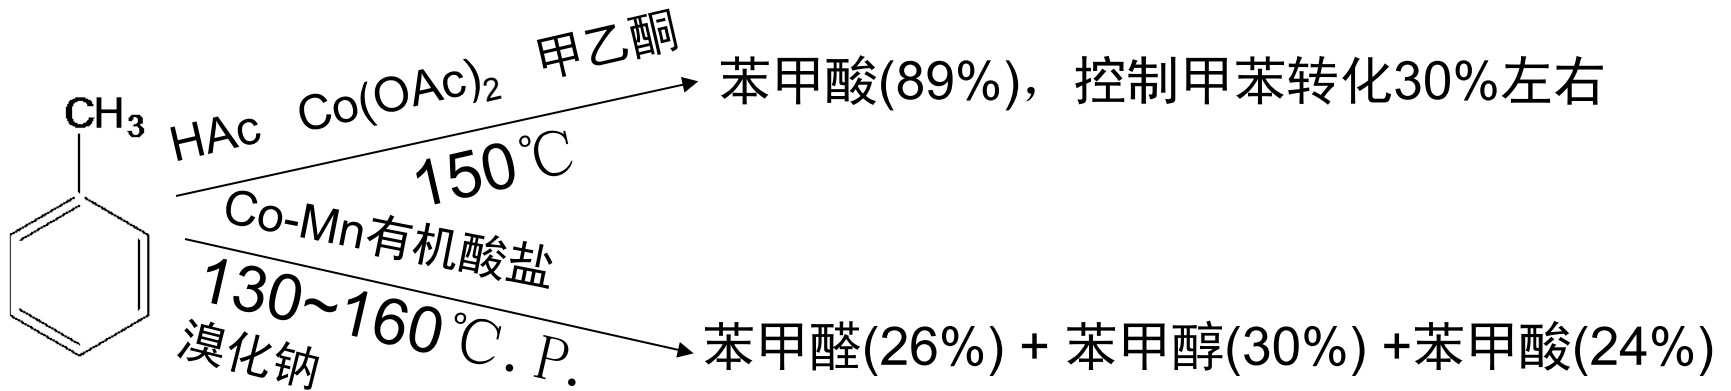 CH₃
HAc Co(OAc)₂ 甲乙酮
150℃
苯甲酸(89%)，控制甲苯转化30%左右
Co-Mn有机酸盐
130~160℃. P.
溴化钠
苯甲醛(26%) + 苯甲醇(30%) +苯甲酸(24%)